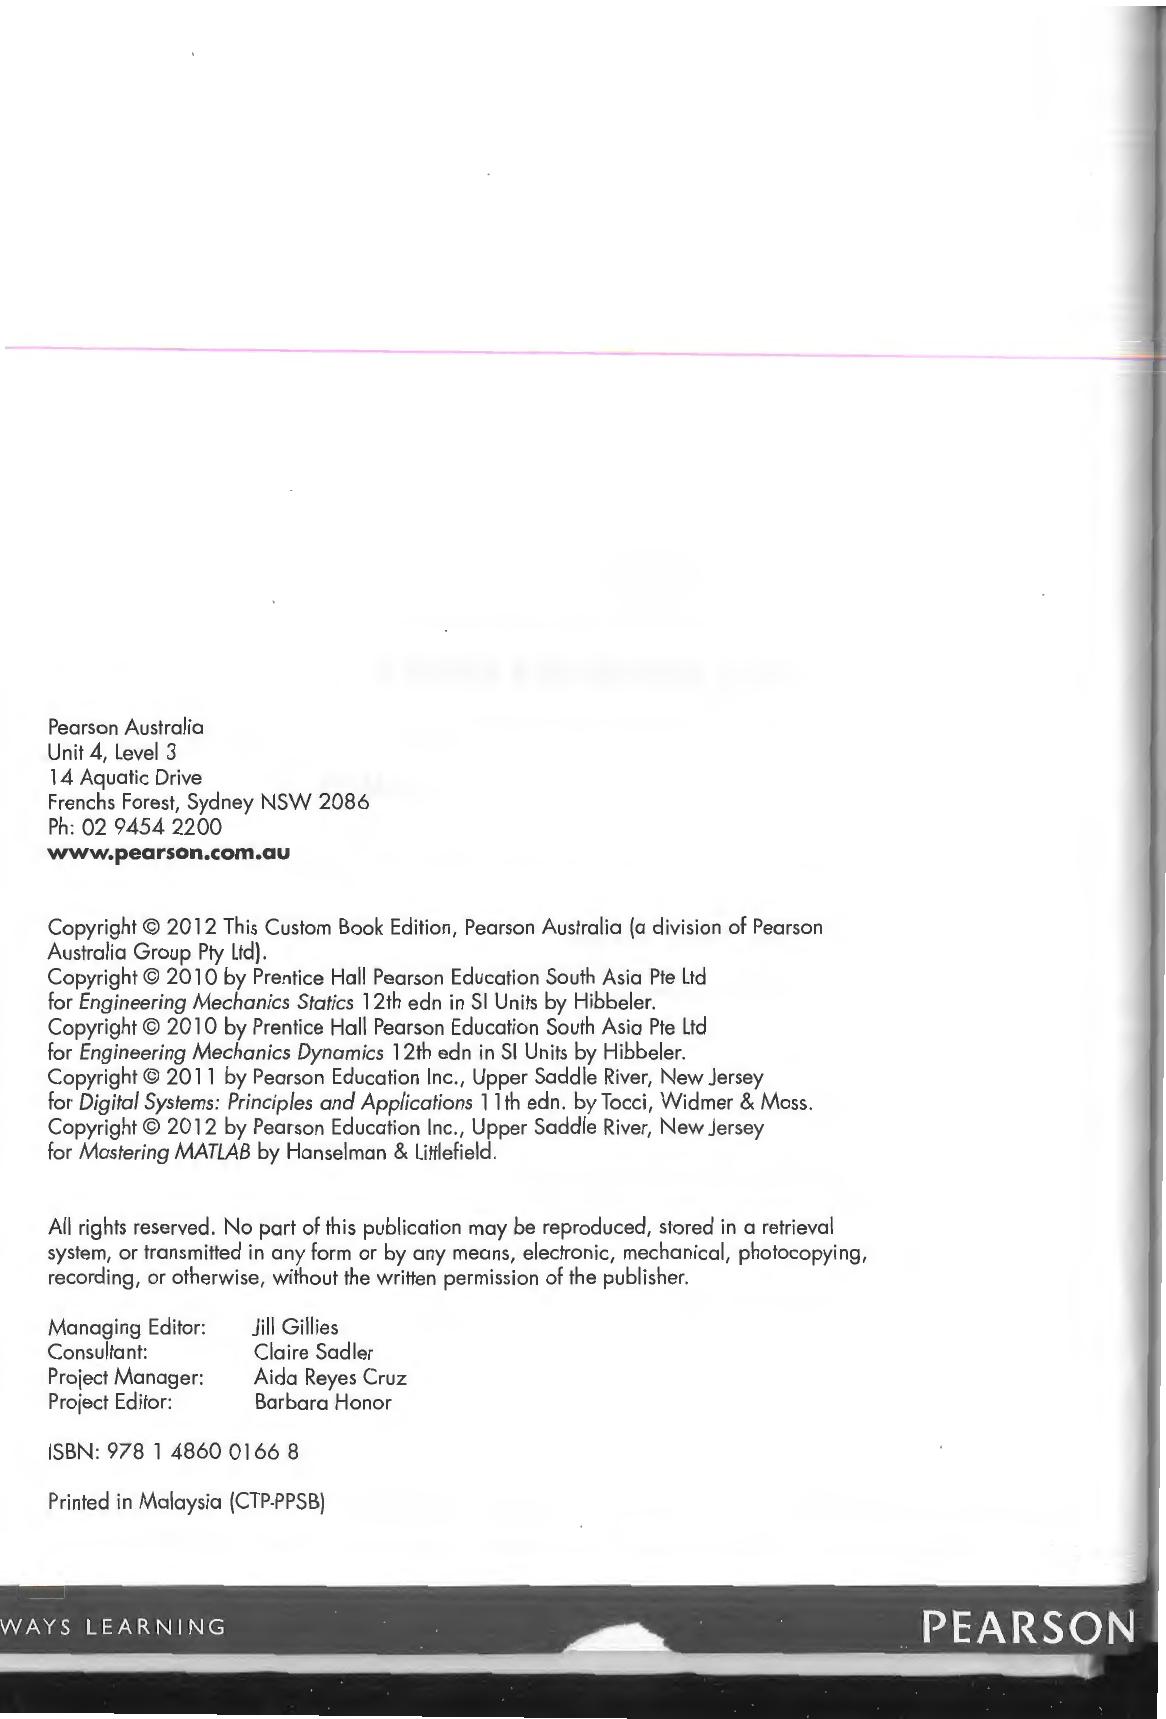 Pearson Australia
Unit 4, Level 3
14 Aquatic Drive
Frenchs Forest, Sydney NSW 2086
Ph: 02 9454 2200
www.pearson.com.au
Copyright © 2012 This Custom Book Edition, Pearson Australia (a division of Pearson
Australia Group Pty Ltd).
Copyright © 2010 by Prentice Hall Pearson Education South Asia Pte Ltd
for Engineering Mechanics Statics 12th edn in SI Units by Hibbeler.
Copyright © 2010 by Prentice Hall Pearson Education South Asia Pte Ltd
for Engineering Mechanics Dynamics 12th edn in SI Units by Hibbeler.
Copyright © 2011 by Pearson Education Inc., Upper Saddle River, New Jersey
for Digital Systems: Principles and Applications 11th edn. by Tocci, Widmer & Moss.
Copyright © 2012 by Pearson Education Inc., Upper Saddle River, New Jersey
for Mastering MATLAB by Hanselman & Littlefield.
All rights reserved. No part of this publication may be reproduced, stored in a retrieval
system, or transmitted in any form or by any means, electronic, mechanical, photocopying,
recording, or otherwise, without the written permission of the publisher.
Managing Editor: Jill Gillies
Consultant: Claire Sadler
Project Manager: Aida Reyes Cruz
Project Editor: Barbara Honor
ISBN: 978 1 4860 0166 8
Printed in Malaysia (CTP-PPSB)
WAYS LEARNING PEARSON